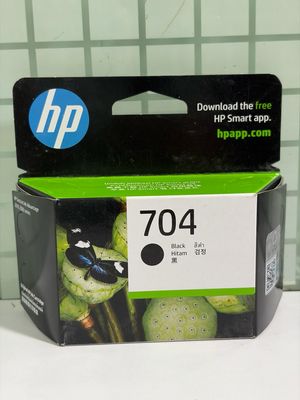 hp
Download the free
HP Smart app.
hpapp.com
704
Black
สีดำ
Hitam
검정
黑